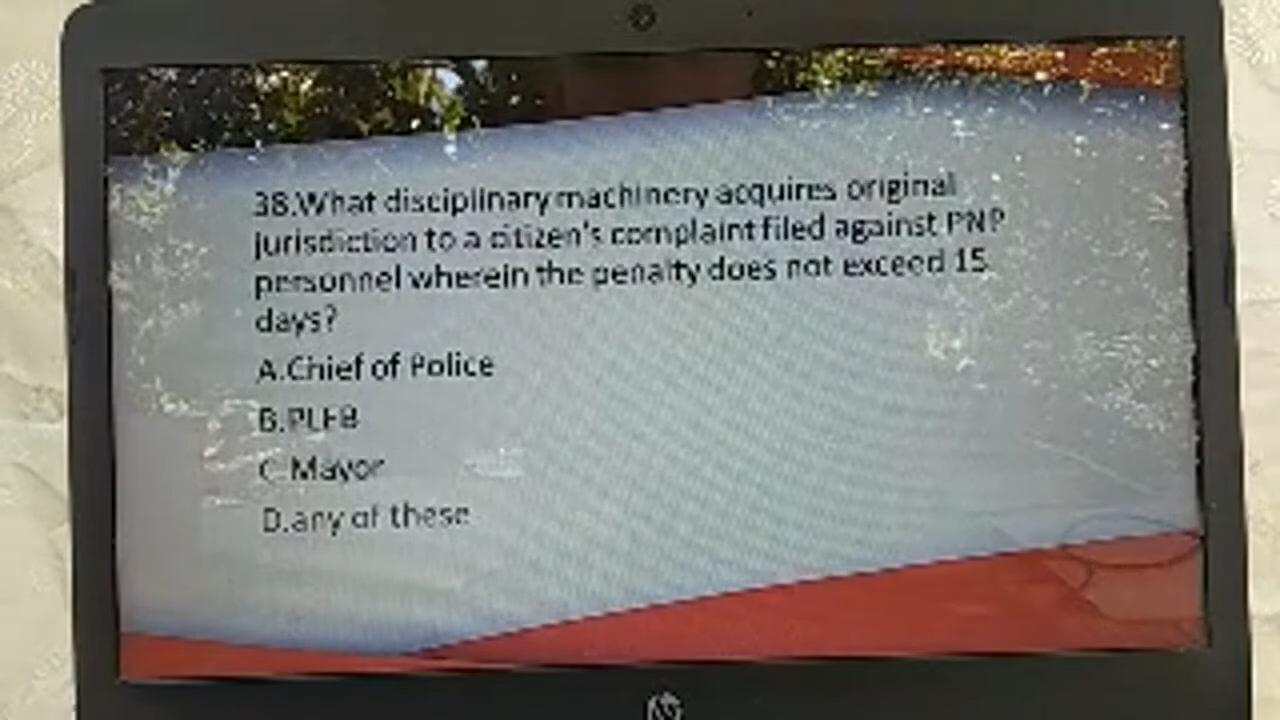 38.What disciplinary machinery acquires original
jurisdiction to a citizen's complaint filed against PNP
personnel wherein the penalty does not exceed 15
days?
A.Chief of Police
B.PLEB
C.Mayor
D.any of these
hp